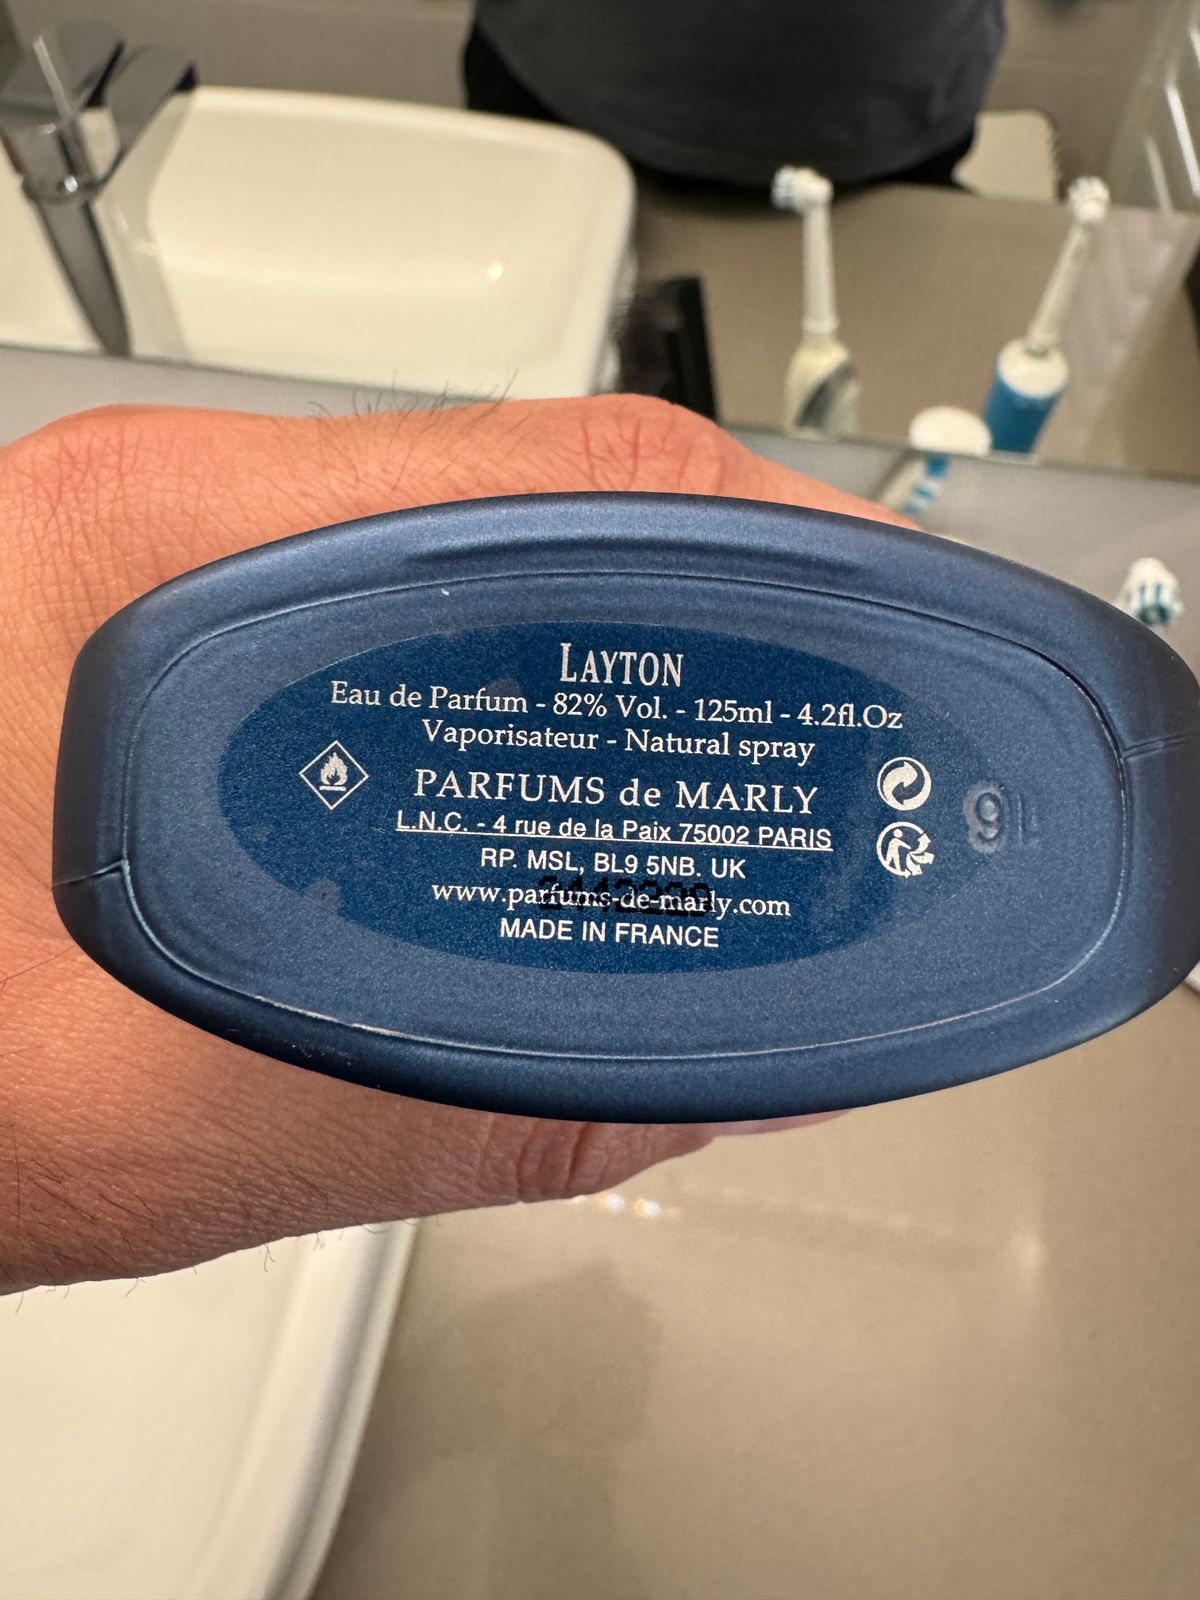 LAYTON
Eau de Parfum - 82% Vol. - 125ml - 4.2fl.Oz
Vaporisateur - Natural spray
PARFUMS de MARLY
L.N.C. - 4 rue de la Paix 75002 PARIS
RP. MSL, BL9 5NB. UK
www.parfums-de-marly.com
MADE IN FRANCE